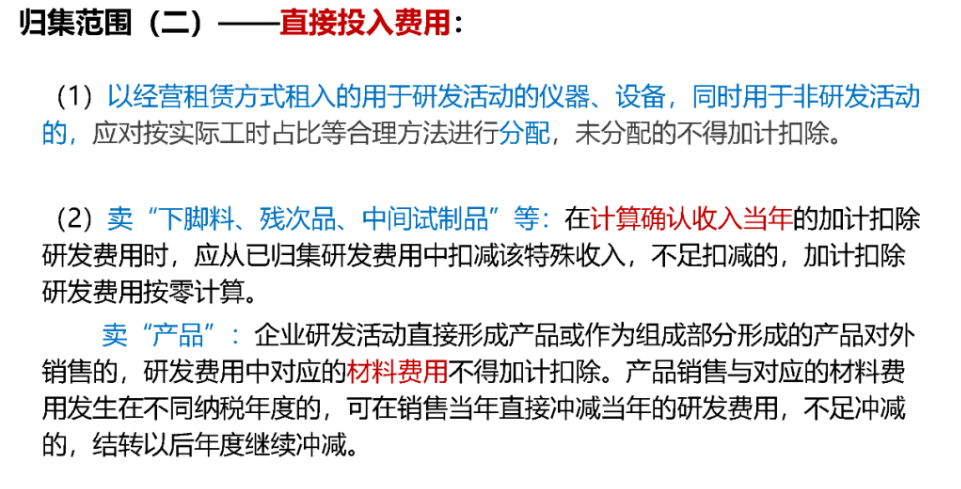 归集范围（二）——直接投入费用：
（1）以经营租赁方式租入的用于研发活动的仪器、设备，同时用于非研发活动
的，应对按实际工时占比等合理方法进行分配，未分配的不得加计扣除。
（2）卖“下脚料、残次品、中间试制品”等：在计算确认收入当年的加计扣除
研发费用时，应从已归集研发费用中扣减该特殊收入，不足扣减的，加计扣除
研发费用按零计算。
卖“产品”：企业研发活动直接形成产品或作为组成部分形成的产品对外
销售的，研发费用中对应的材料费用不得加计扣除。产品销售与对应的材料费
用发生在不同纳税年度的，可在销售当年直接冲减当年的研发费用，不足冲减
的，结转以后年度继续冲减。